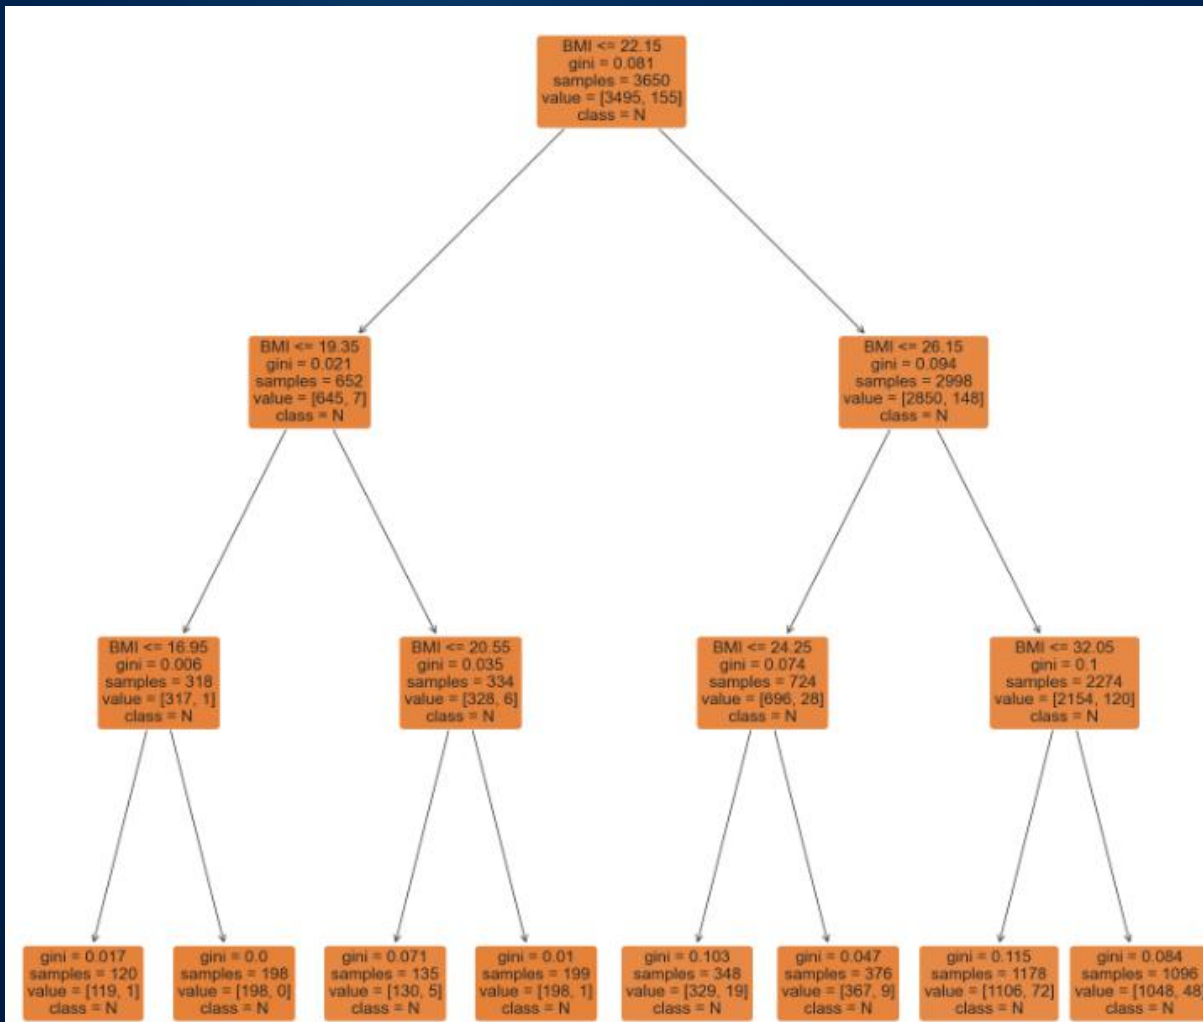 BMI <= 22.15
gini = 0.081
samples = 3650
value = [3495, 155]
class = N
BMI <= 19.35
gini = 0.021
samples = 652
value = [645, 7]
class = N
BMI <= 26.15
gini = 0.094
samples = 2998
value = [2850, 148]
class = N
BMI <= 16.95
gini = 0.006
samples = 318
value = [317, 1]
class = N
BMI <= 20.55
gini = 0.035
samples = 334
value = [328, 6]
class = N
BMI <= 24.25
gini = 0.074
samples = 724
value = [696, 28]
class = N
BMI <= 32.05
gini = 0.1
samples = 2274
value = [2154, 120]
class = N
gini = 0.017
samples = 120
value = [119, 1]
class = N
gini = 0.0
samples = 198
value = [198, 0]
class = N
gini = 0.071
samples = 135
value = [130, 5]
class = N
gini = 0.01
samples = 199
value = [198, 1]
class = N
gini = 0.103
samples = 348
value = [329, 19]
class = N
gini = 0.047
samples = 376
value = [367, 9]
class = N
gini = 0.115
samples = 1178
value = [1106, 72]
class = N
gini = 0.084
samples = 1096
value = [1048, 48]
class = N